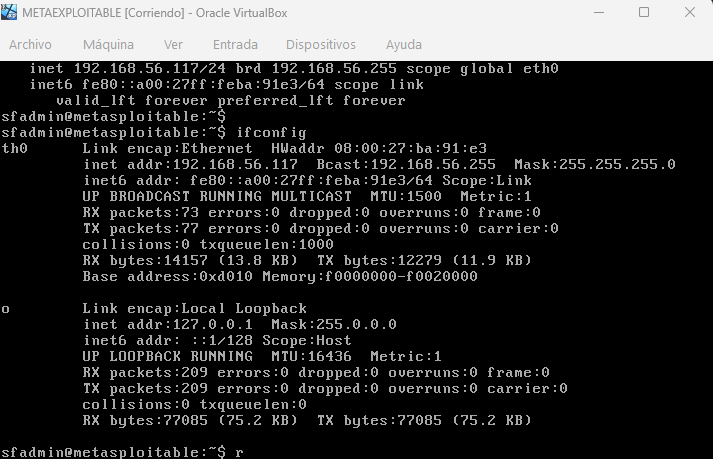 METAEXPLOITABLE [Corriendo] - Oracle VirtualBox
Archivo Máquina Ver Entrada Dispositivos Ayuda
inet 192.168.56.117/24 brd 192.168.56.255 scope global eth0
inet6 fe80::a00:27ff:feba:91e3/64 scope link
valid_lft forever preferred_lft forever
sfadmin@metasploitable:~$
sfadmin@metasploitable:~$ ifconfig
th0 Link encap:Ethernet HWaddr 08:00:27:ba:91:e3
inet addr:192.168.56.117 Bcast:192.168.56.255 Mask:255.255.255.0
inet6 addr: fe80::a00:27ff:feba:91e3/64 Scope:Link
UP BROADCAST RUNNING MULTICAST MTU:1500 Metric:1
RX packets:73 errors:0 dropped:0 overruns:0 frame:0
TX packets:77 errors:0 dropped:0 overruns:0 carrier:0
collisions:0 txqueuelen:1000
RX bytes:14157 (13.8 KB) TX bytes:12279 (11.9 KB)
Base address:0xd010 Memory:f0000000-f0020000
o Link encap:Local Loopback
inet addr:127.0.0.1 Mask:255.0.0.0
inet6 addr: ::1/128 Scope:Host
UP LOOPBACK RUNNING MTU:16436 Metric:1
RX packets:209 errors:0 dropped:0 overruns:0 frame:0
TX packets:209 errors:0 dropped:0 overruns:0 carrier:0
collisions:0 txqueuelen:0
RX bytes:77085 (75.2 KB) TX bytes:77085 (75.2 KB)
sfadmin@metasploitable:~$ r